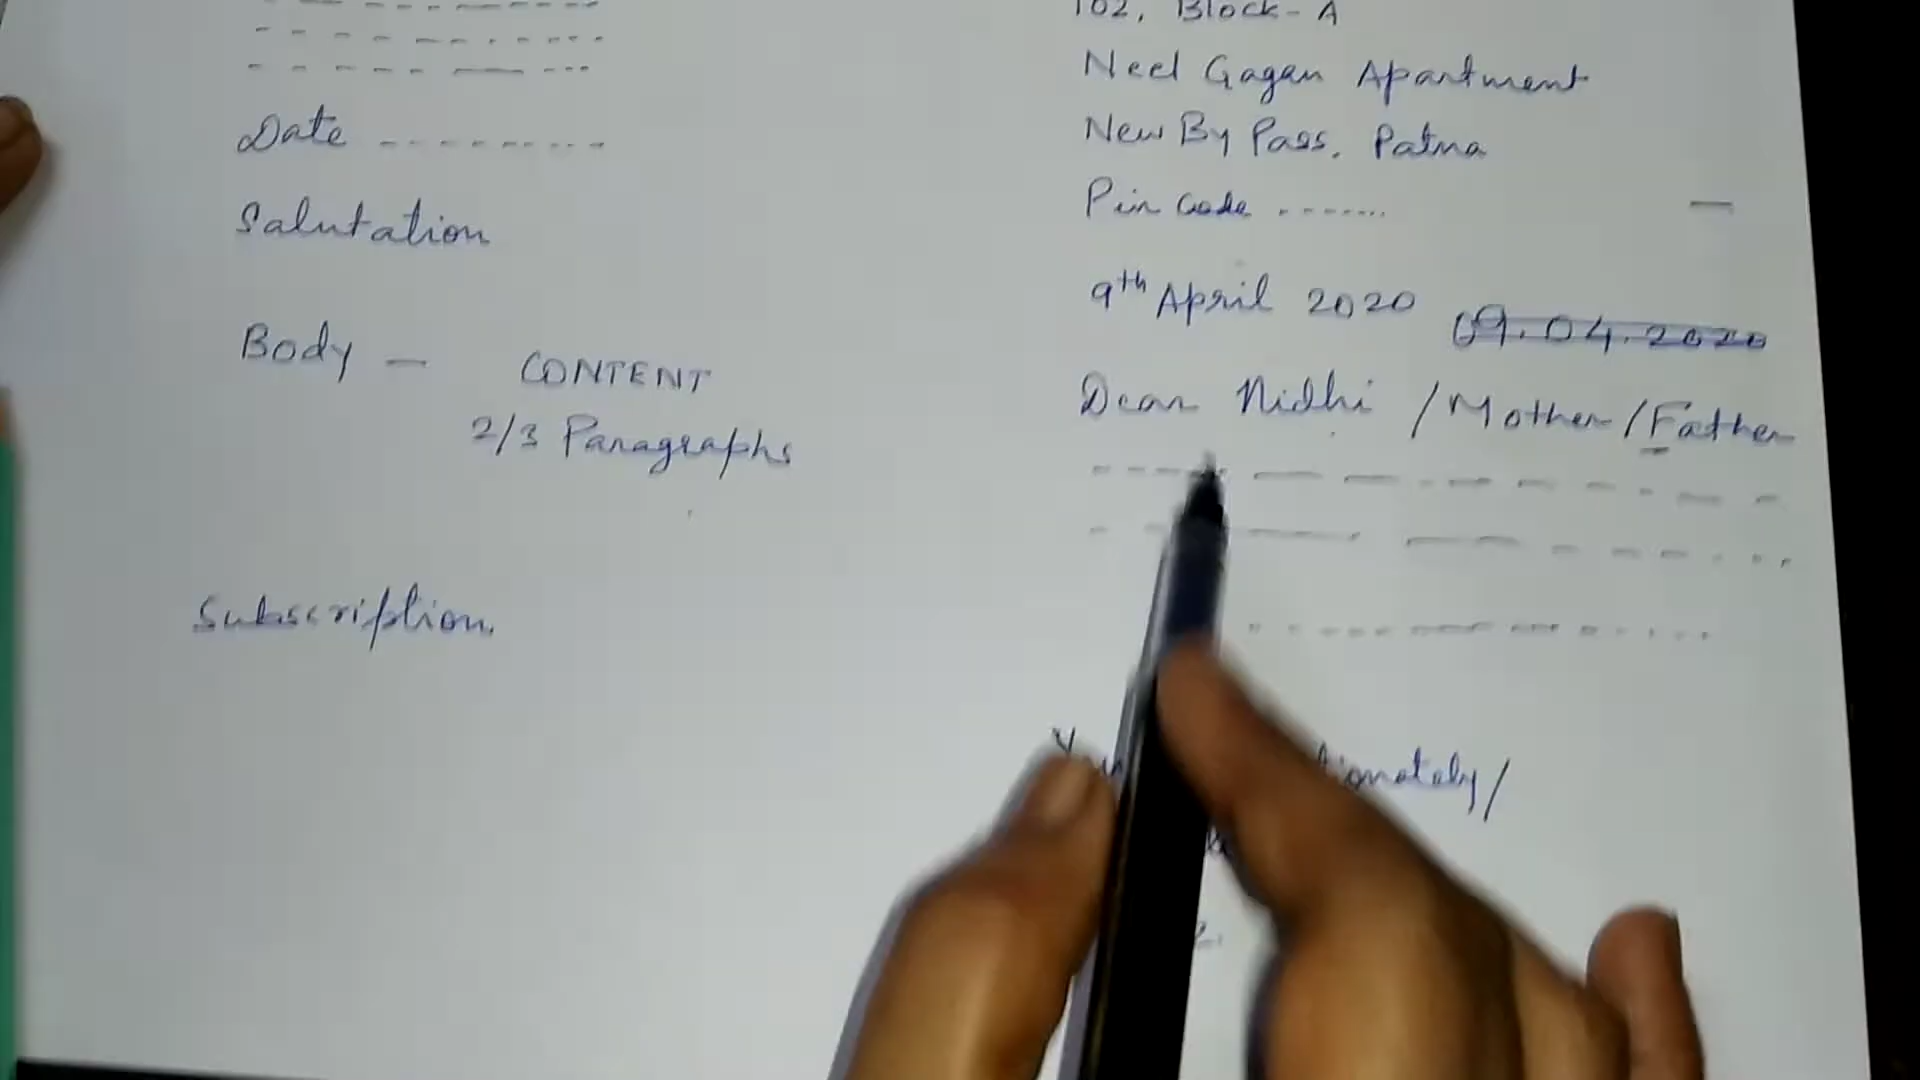 Date
Salutation
Body - CONTENT
2/3 Paragraphs
Subscription
102, Block-A
Neel Gagan Apartment
New By Pass, Patna
Pin Code
9th April 2020 09.04.2020
Dear Nidhi / Mother / Father